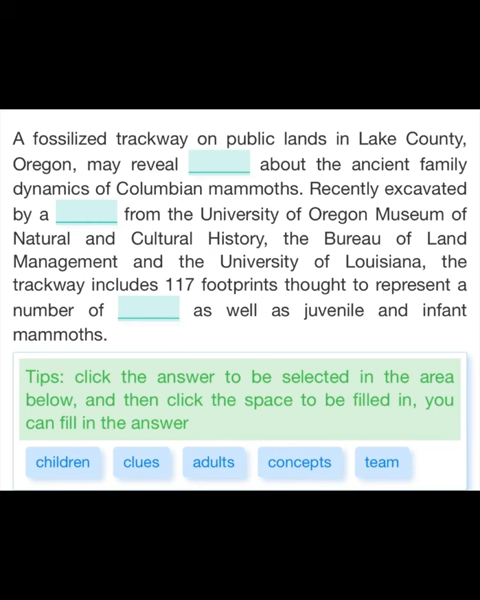 A fossilized trackway on public lands in Lake County,
Oregon, may reveal about the ancient family
dynamics of Columbian mammoths. Recently excavated
by a from the University of Oregon Museum of
Natural and Cultural History, the Bureau of Land
Management and the University of Louisiana, the
trackway includes 117 footprints thought to represent a
number of as well as juvenile and infant
mammoths.
Tips: click the answer to be selected in the area
below, and then click the space to be filled in, you
can fill in the answer
children clues adults concepts team